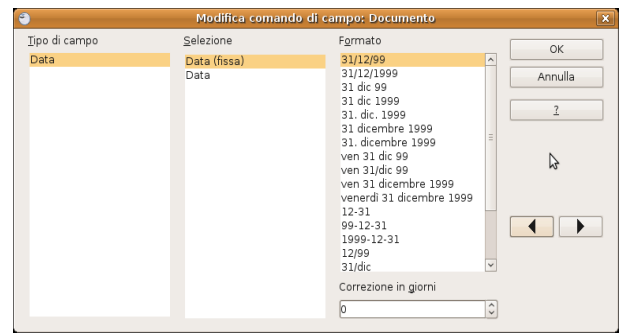 Modifica comando di campo: Documento
Tipo di campo
Data
Selezione
Data (fissa)
Data
Formato
31/12/99
31/12/1999
31 dic 99
31 dic 1999
31. dic. 1999
31 dicembre 1999
31. dicembre 1999
ven 31 dic 99
ven 31/dic 99
ven 31 dicembre 1999
venerdì 31 dicembre 1999
12-31
99-12-31
1999-12-31
12/99
31/dic
Correzione in giorni
0
OK
Annulla
?